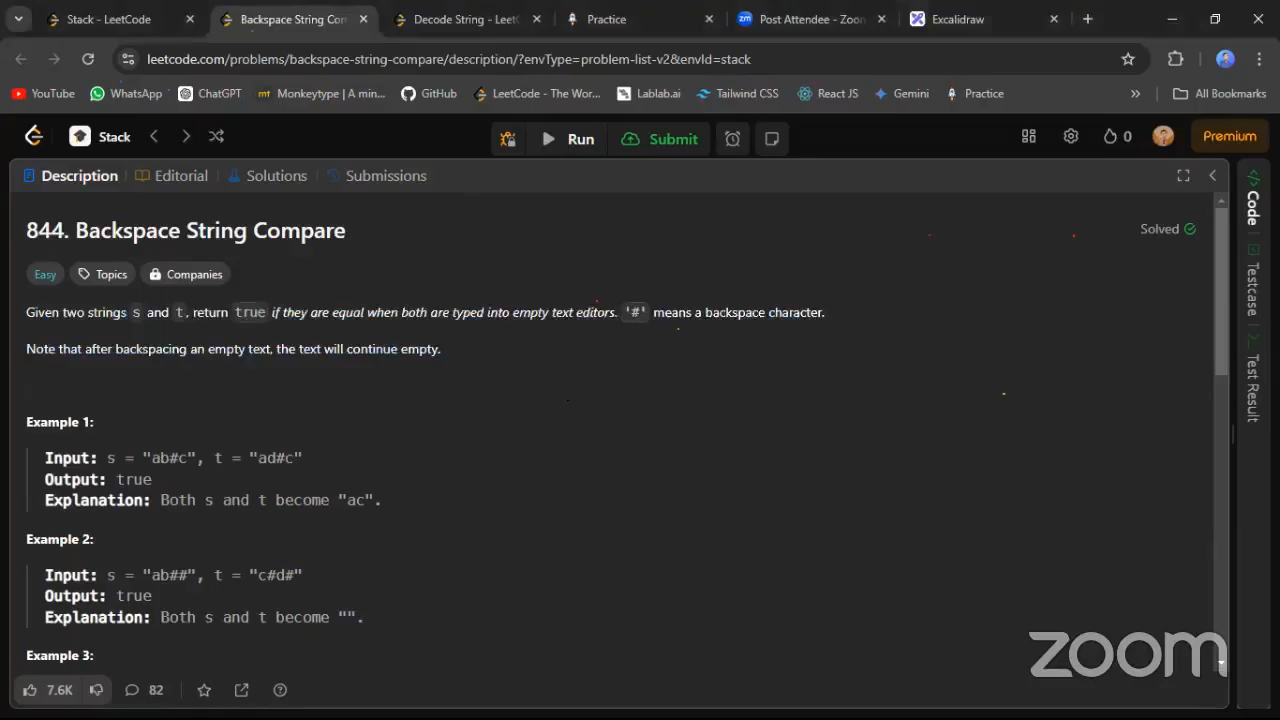 Stack - LeetCode
Backspace String Con
Decode String - LeetC
Practice
Post Attendee - Zoon
Excalidraw
leetcode.com/problems/backspace-string-compare/description/?envType=problem-list-v2&envId=stack
YouTube
WhatsApp
ChatGPT
mt Monkeytype | A min...
GitHub
LeetCode - The Wor...
Lablab.ai
Tailwind CSS
React JS
Gemini
Practice
All Bookmarks
Stack
Run
Submit
0
Premium
Description
Editorial
Solutions
Submissions
844. Backspace String Compare
Solved
Easy
Topics
Companies
Given two strings s and t, return true if they are equal when both are typed into empty text editors. '#' means a backspace character.
Note that after backspacing an empty text, the text will continue empty.
Example 1:
Input: s = "ab#c", t = "ad#c"
Output: true
Explanation: Both s and t become "ac".
Example 2:
Input: s = "ab##", t = "c#d#"
Output: true
Explanation: Both s and t become "".
Example 3:
7.6K
82
Code
Testcase
Test Result
zoom